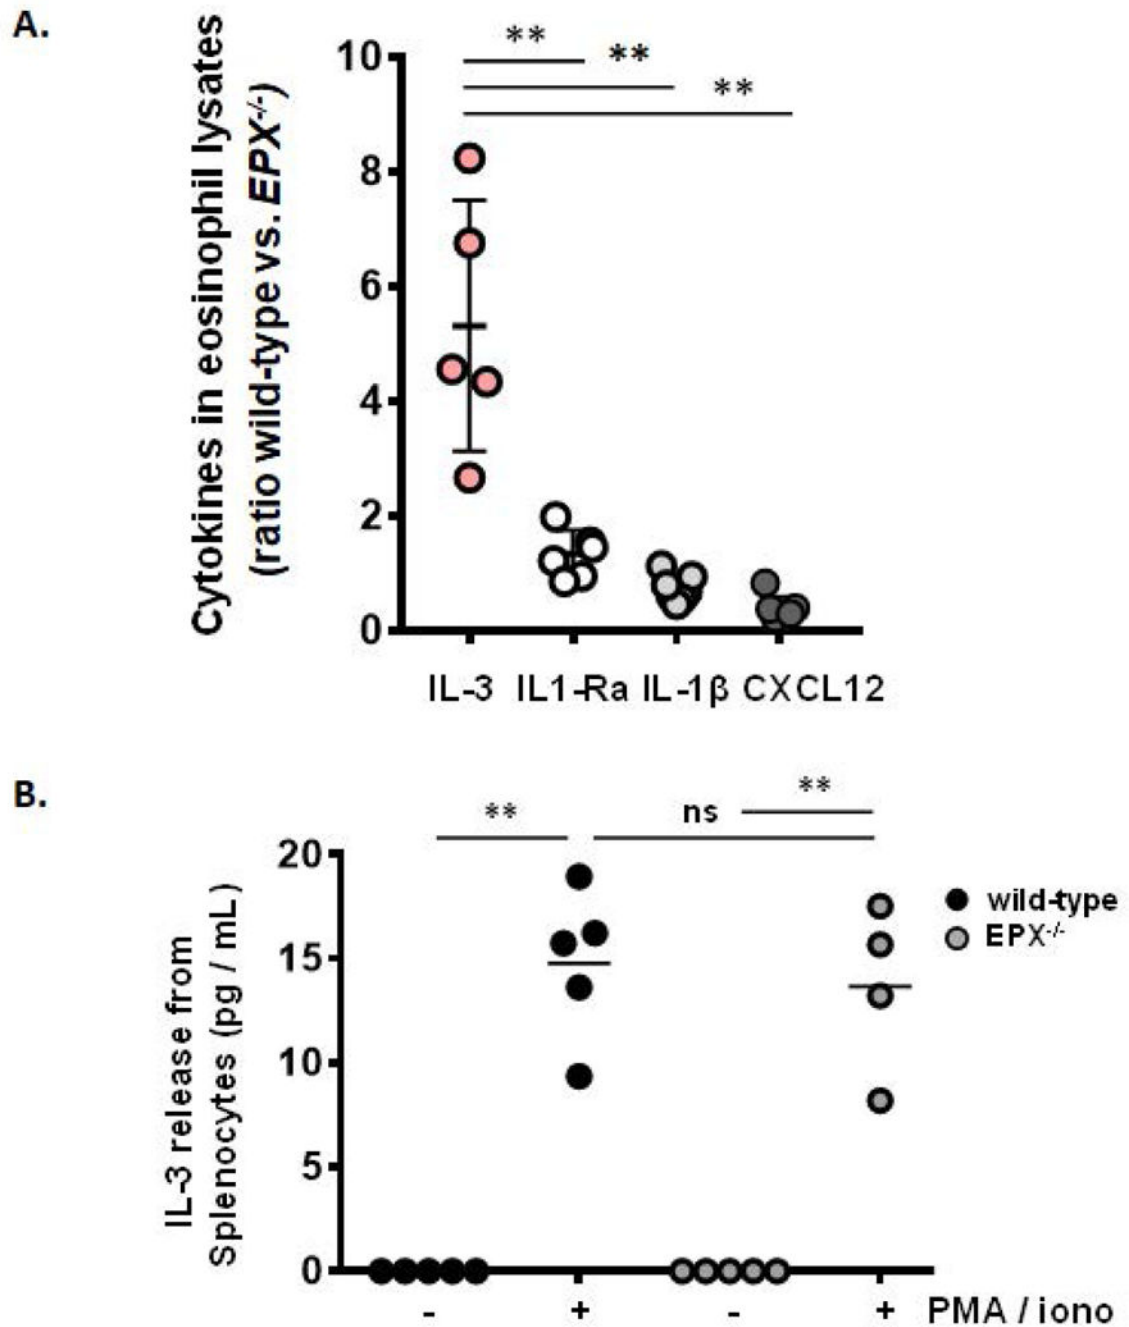 A.
Cytokines in eosinophil lysates
(ratio wild-type vs. EPX-/-)
**
**
**
10
8
6
4
2
0
IL-3 IL1-Ra IL-1β CXCL12
B.
IL-3 release from
Splenocytes (pg / mL)
**
ns
**
20
15
10
5
0
wild-type
EPX-/-
- + - + PMA / iono